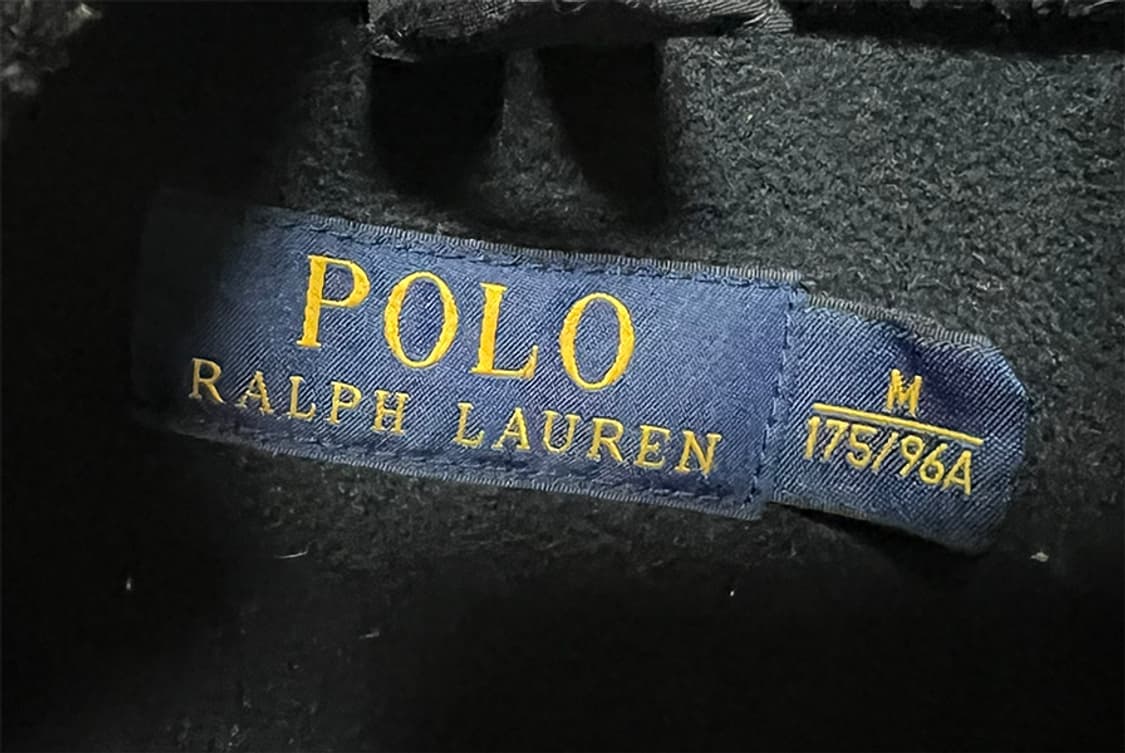 POLO
RALPH LAUREN
M
175/96A